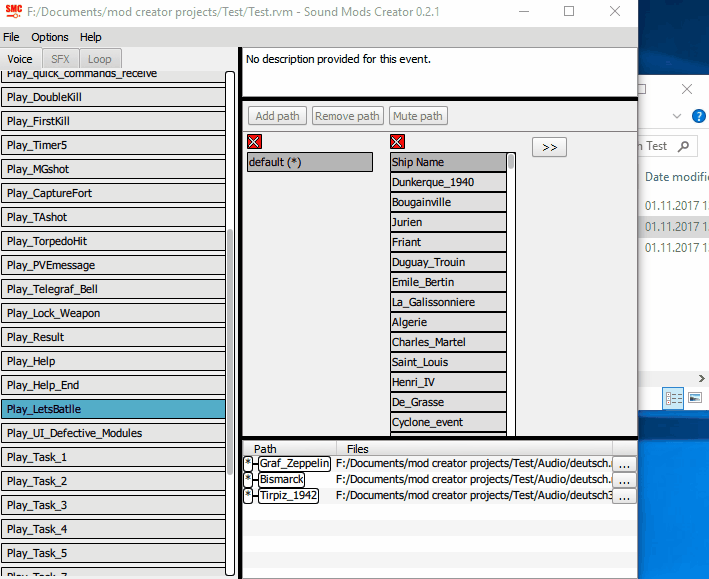 SMC
F:/Documents/mod creator projects/Test/Test.rvm - Sound Mods Creator 0.2.1
File Options Help
Voice SFX Loop
Play_quick_commands_receive
Play_DoubleKill
Play_FirstKill
Play_Timer5
Play_MGshot
Play_CaptureFort
Play_TAshot
Play_TorpedoHit
Play_PVEmessage
Play_Telegraf_Bell
Play_Lock_Weapon
Play_Result
Play_Help
Play_Help_End
Play_LetsBatlle
Play_UI_Defective_Modules
Play_Task_1
Play_Task_2
Play_Task_3
Play_Task_4
Play_Task_5
Play_Task_7
No description provided for this event.
Add path Remove path Mute path
default (*)
Ship Name
Dunkerque_1940
Bougainville
Jurien
Friant
Duguay_Trouin
Emile_Bertin
La_Galissonniere
Algerie
Charles_Martel
Saint_Louis
Henri_IV
De_Grasse
Cyclone_event
>>
Path Files
* Graf_Zeppelin F:/Documents/mod creator projects/Test/Audio/deutsch. ...
* Bismarck F:/Documents/mod creator projects/Test/Audio/deutsch. ...
* Tirpiz_1942 F:/Documents/mod creator projects/Test/Audio/deutsch3 ...
?
n Test
Date modifi
01.11.2017 1
01.11.2017 1
01.11.2017 1